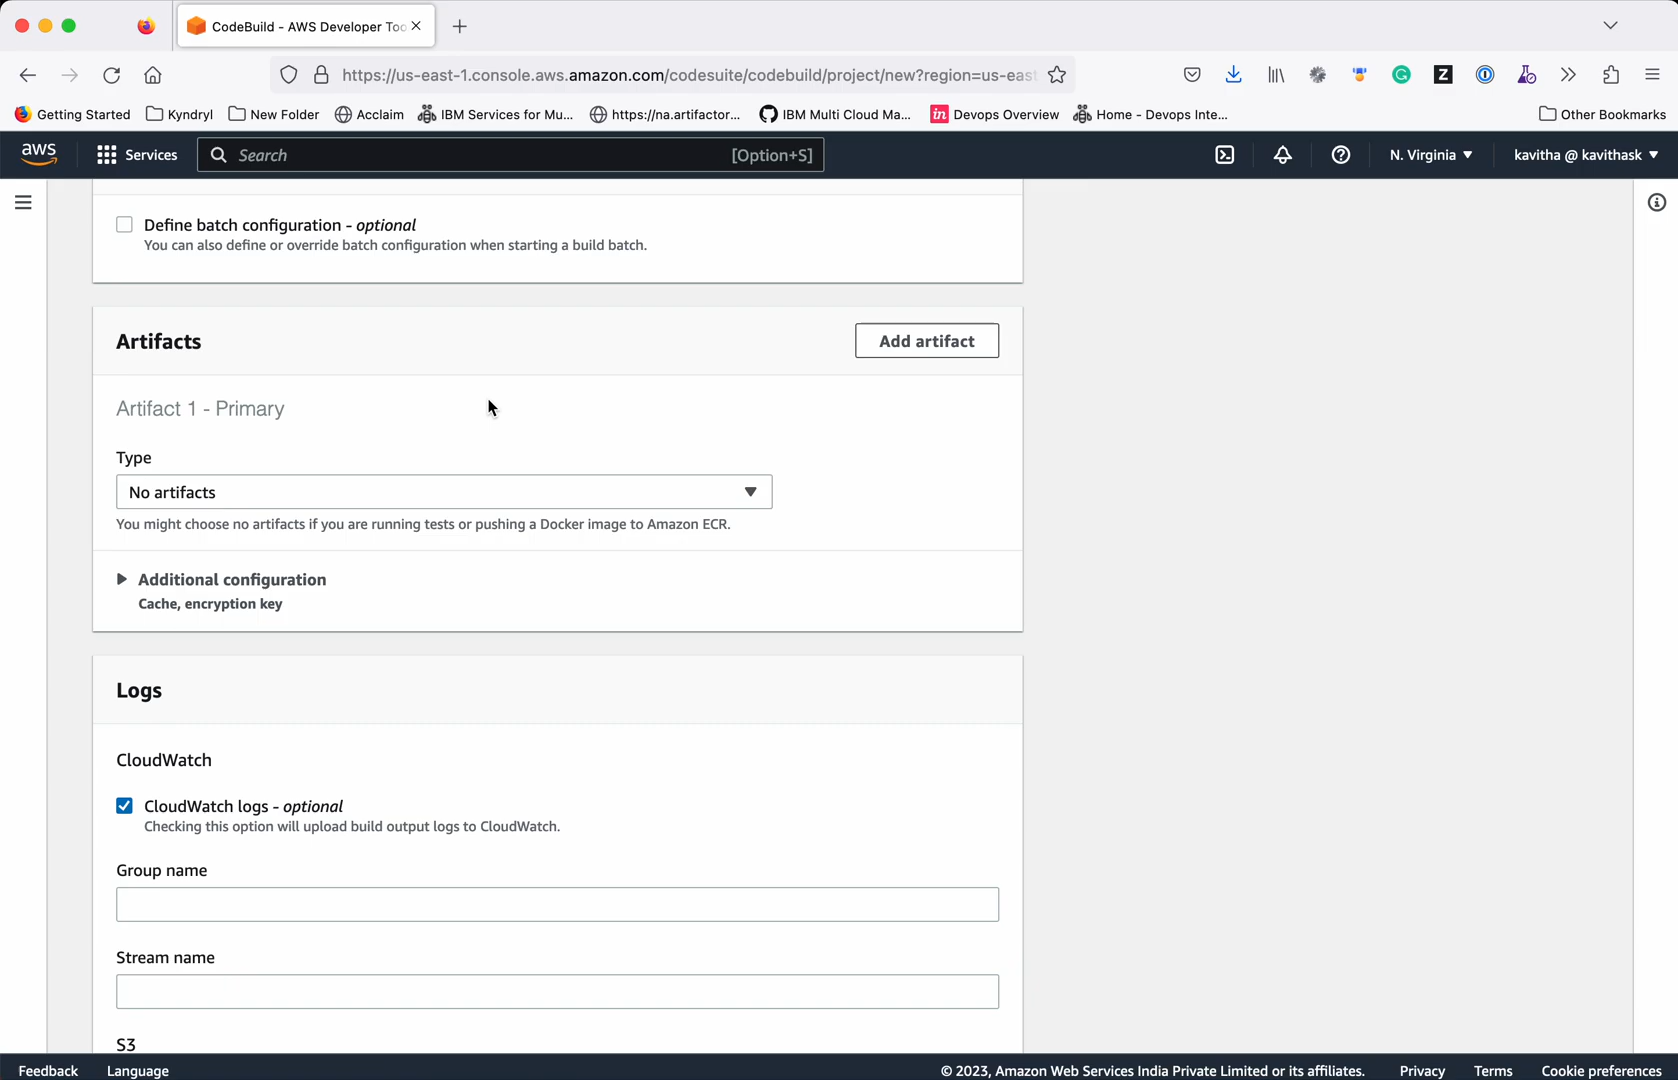 CodeBuild - AWS Developer Too
https://us-east-1.console.aws.amazon.com/codesuite/codebuild/project/new?region=us-east
Getting Started
Kyndryl
New Folder
Acclaim
IBM Services for Mu...
https://na.artifactor...
IBM Multi Cloud Ma...
in
Devops Overview
Home - Devops Inte...
Other Bookmarks
aws
Services
Search
[Option+S]
N. Virginia
kavitha @ kavithask
Define batch configuration - optional
You can also define or override batch configuration when starting a build batch.
Artifacts
Add artifact
Artifact 1 - Primary
Type
No artifacts
You might choose no artifacts if you are running tests or pushing a Docker image to Amazon ECR.
Additional configuration
Cache, encryption key
Logs
CloudWatch
CloudWatch logs - optional
Checking this option will upload build output logs to CloudWatch.
Group name
Stream name
S3
Feedback
Language
© 2023, Amazon Web Services India Private Limited or its affiliates.
Privacy
Terms
Cookie preferences